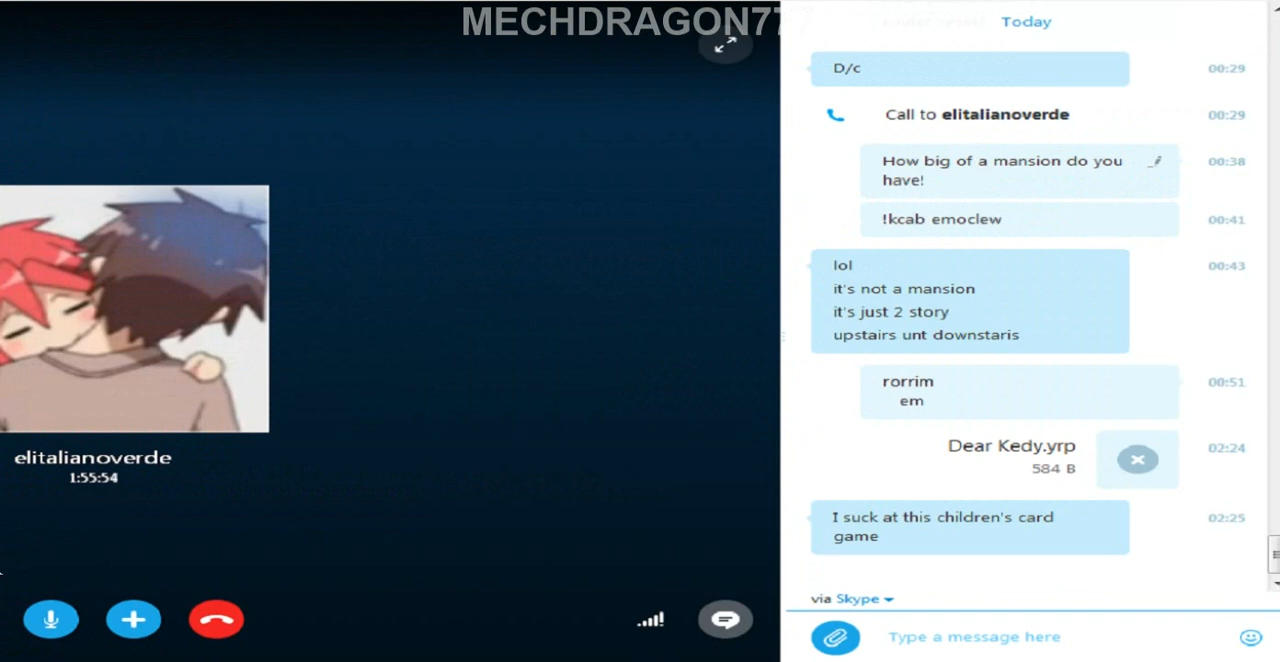 MECHDRAGON777
Today
D/c
00:29
Call to elitalianoverde
00:29
How big of a mansion do you
have!
00:38
!kcab emoclew
00:41
lol
00:43
it's not a mansion
it's just 2 story
upstairs unt downstaris
rorrim
00:51
em
Dear Kedy.yrp
02:24
584 B
I suck at this children's card
02:25
game
elitalianoverde
1:55:54
via Skype
Type a message here